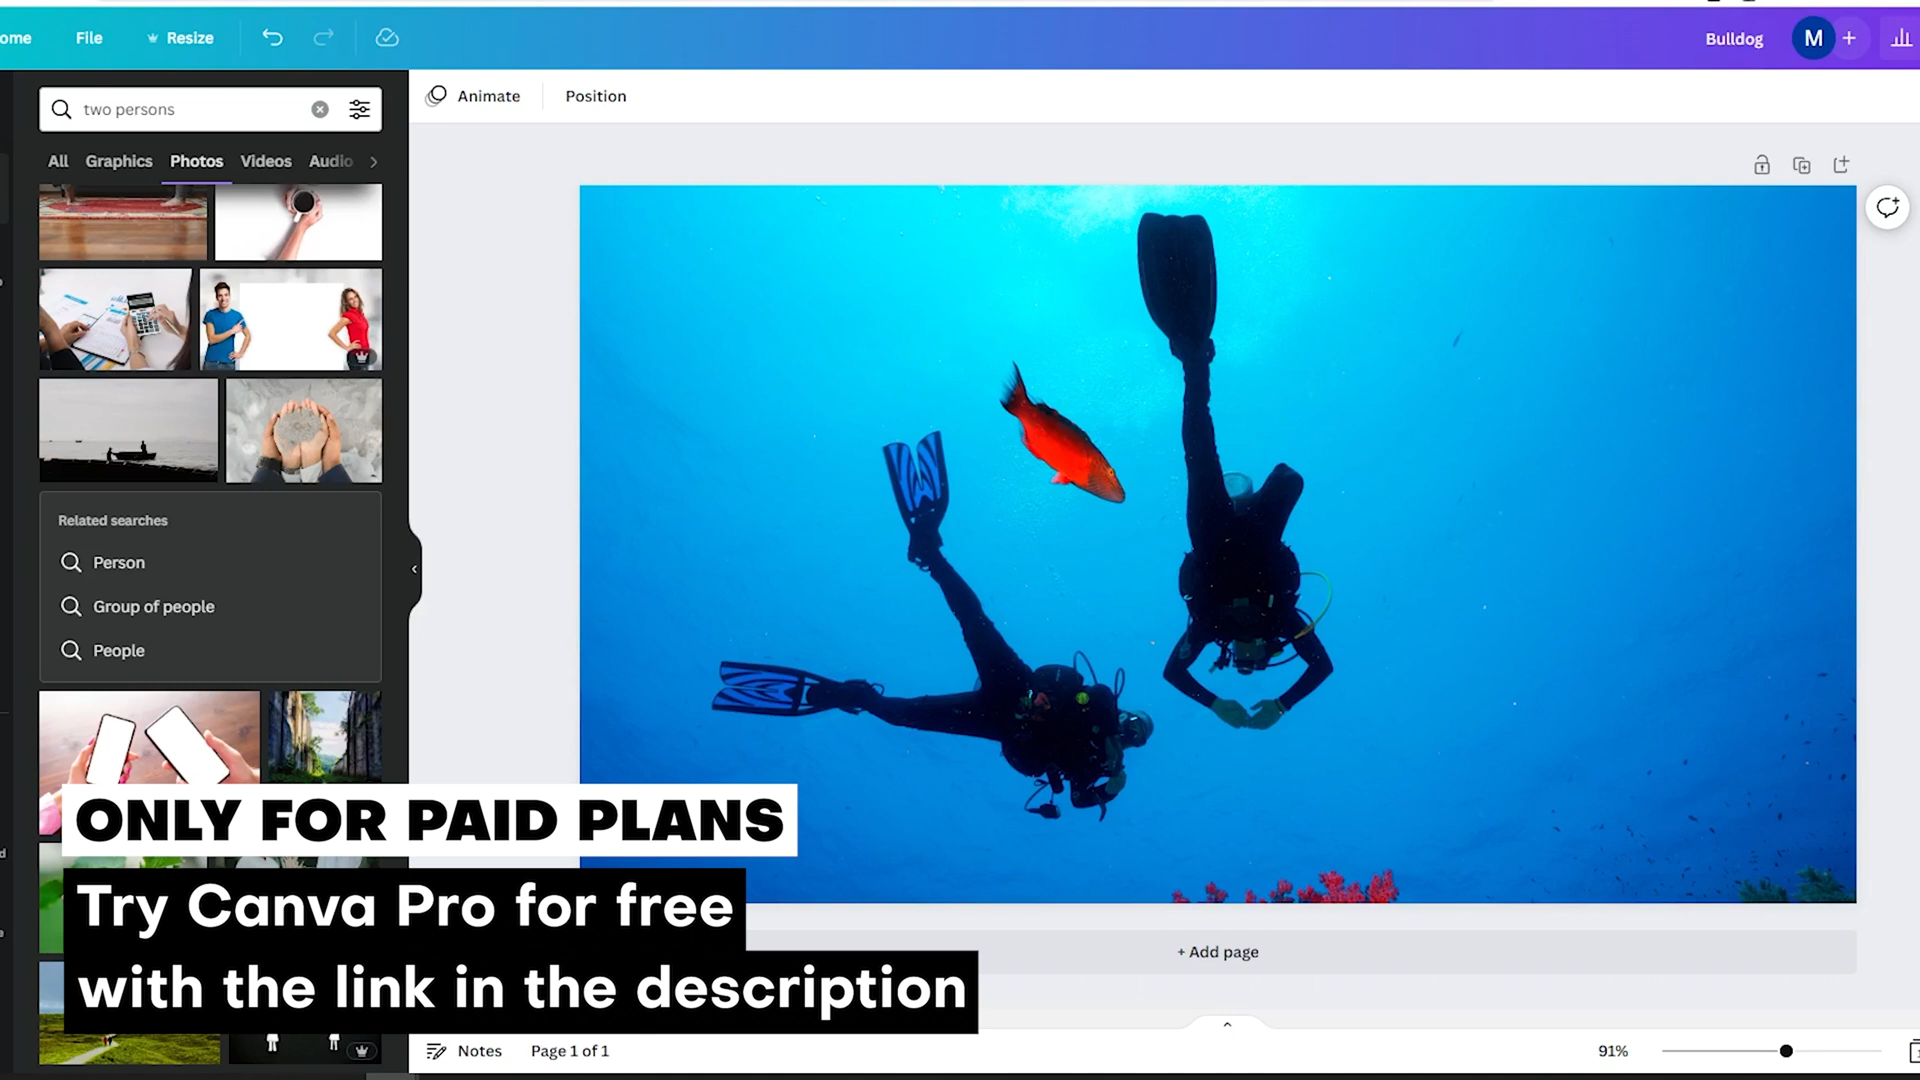 ome
File
Resize
Bulldog
M
+
two persons
All
Graphics
Photos
Videos
Audio
Animate
Position
Related searches
Person
Group of people
People
ONLY FOR PAID PLANS
Try Canva Pro for free
with the link in the description
+ Add page
Notes
Page 1 of 1
91%